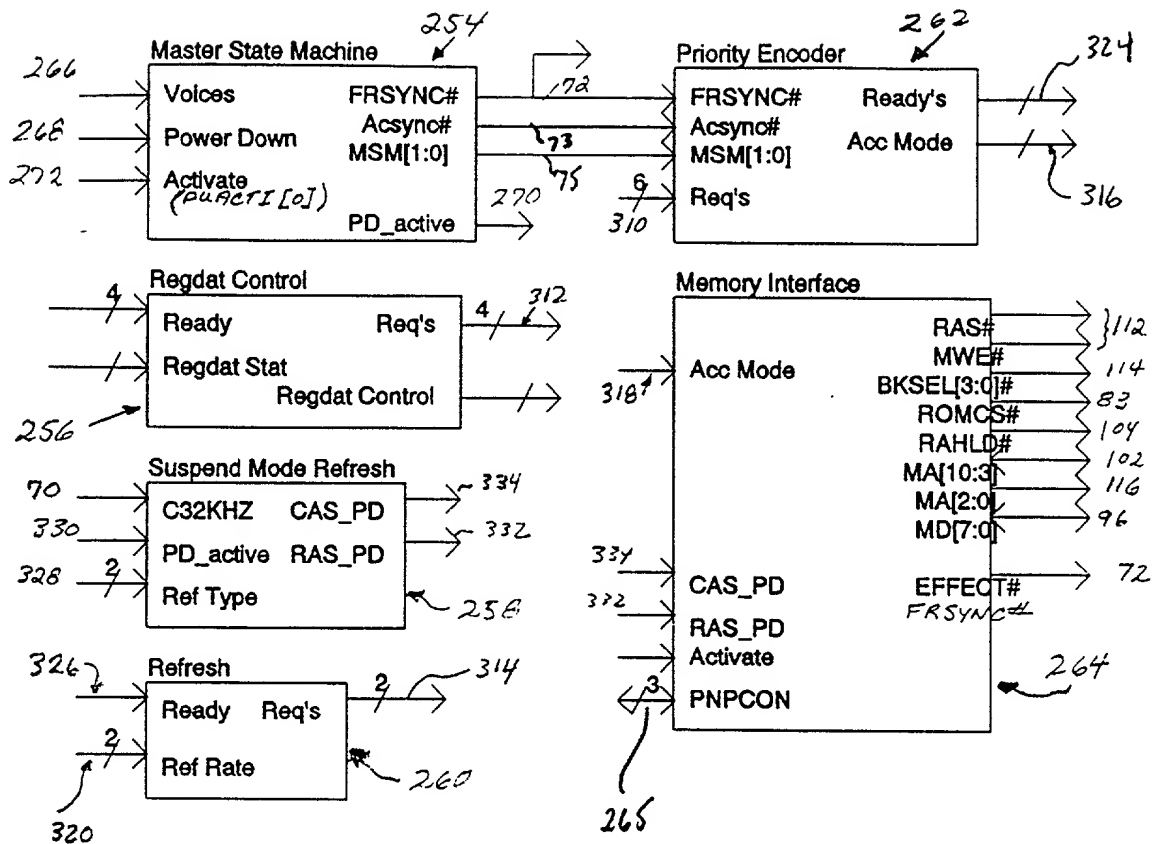 254
262
Master State Machine
Priority Encoder
324
266
Voices
FRSYNC#
72
FRSYNC#
Ready's
268
Power Down
Acsync#
73
Acsync#
Acc Mode
MSM[1:0]
75
MSM[1:0]
272
Activate
(PUACTI[0])
6
310
Req's
316
PD_active
270
Regdat Control
4
Ready
Req's
4
312
Regdat Stat
Regdat Control
256
Memory Interface
RAS#
112
MWE#
114
318
Acc Mode
BKSEL[3:0]#
83
ROMCS#
104
RAHLD#
102
MA[10:3]
116
MA[2:0]
96
MD[7:0]
334
CAS_PD
EFFECT#
72
FRSYNC#
332
RAS_PD
Activate
264
3
PNPCON
265
Suspend Mode Refresh
70
C32KHZ
CAS_PD
334
330
PD_active
RAS_PD
332
328
2
Ref Type
258
Refresh
326
Ready
Req's
2
314
2
Ref Rate
260
320